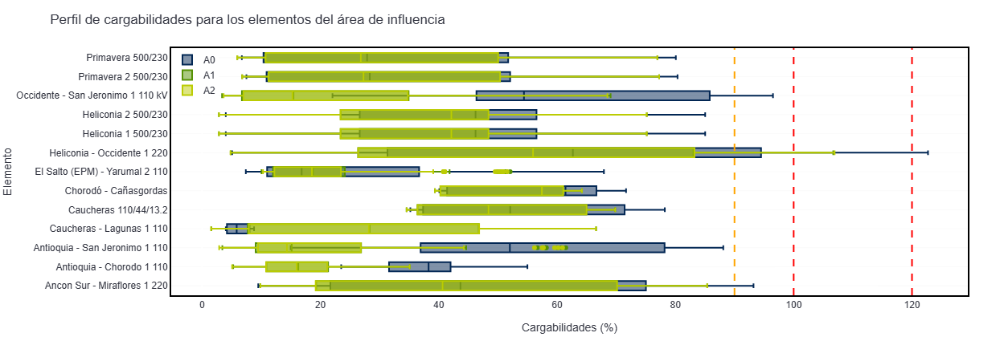 Perfil de cargabilidades para los elementos del área de influencia
A0
A1
A2
Primavera 500/230
Primavera 2 500/230
Occidente - San Jeronimo 1 110 kV
Heliconia 2 500/230
Heliconia 1 500/230
Heliconia - Occidente 1 220
El Salto (EPM) - Yarumal 2 110
Chorodó - Cañasgordas
Caucheras 110/44/13.2
Caucheras - Lagunas 1 110
Antioquia - San Jeronimo 1 110
Antioquia - Chorodo 1 110
Ancon Sur - Miraflores 1 220
Elemento
0 20 40 60 80 100 120
Cargabilidades (%)